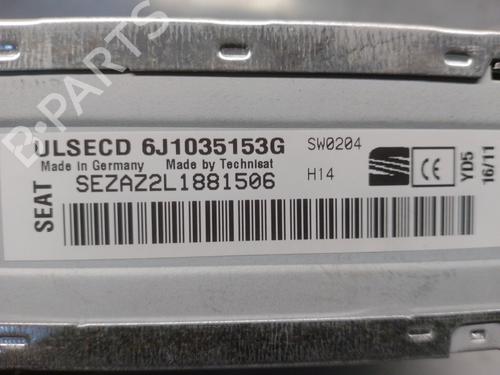 ULSECD 6J1035153G SW0204
Made in Germany Made by Technisat
SEAT
SEZAZ2L1881506 H14
CE
YD5
16/11
B-PARTS